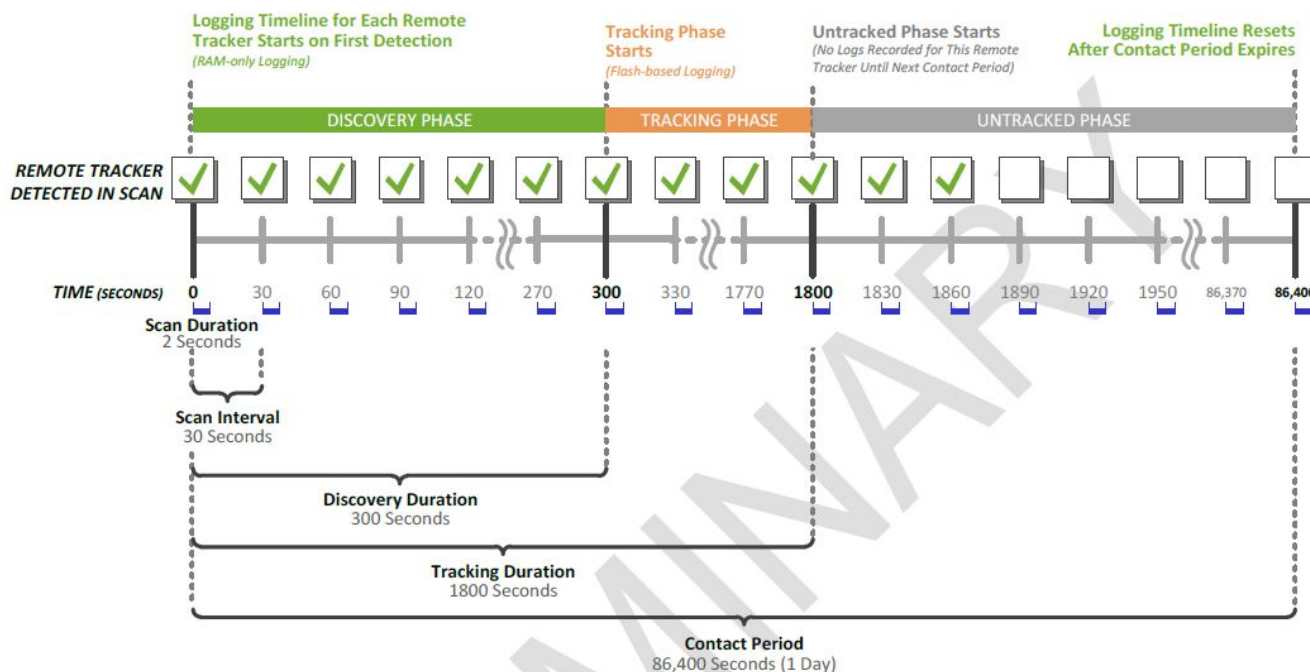 Logging Timeline for Each Remote
Tracker Starts on First Detection
(RAM-only Logging)
Tracking Phase
Starts
(Flash-based Logging)
Untracked Phase Starts
(No Logs Recorded for This Remote
Tracker Until Next Contact Period)
Logging Timeline Resets
After Contact Period Expires
DISCOVERY PHASE
TRACKING PHASE
UNTRACKED PHASE
REMOTE TRACKER
DETECTED IN SCAN
TIME (SECONDS) 0 30 60 90 120 270 300 330 1770 1800 1830 1860 1890 1920 1950 86,370 86,400
Scan Duration
2 Seconds
Scan Interval
30 Seconds
Discovery Duration
300 Seconds
Tracking Duration
1800 Seconds
Contact Period
86,400 Seconds (1 Day)
MINARY